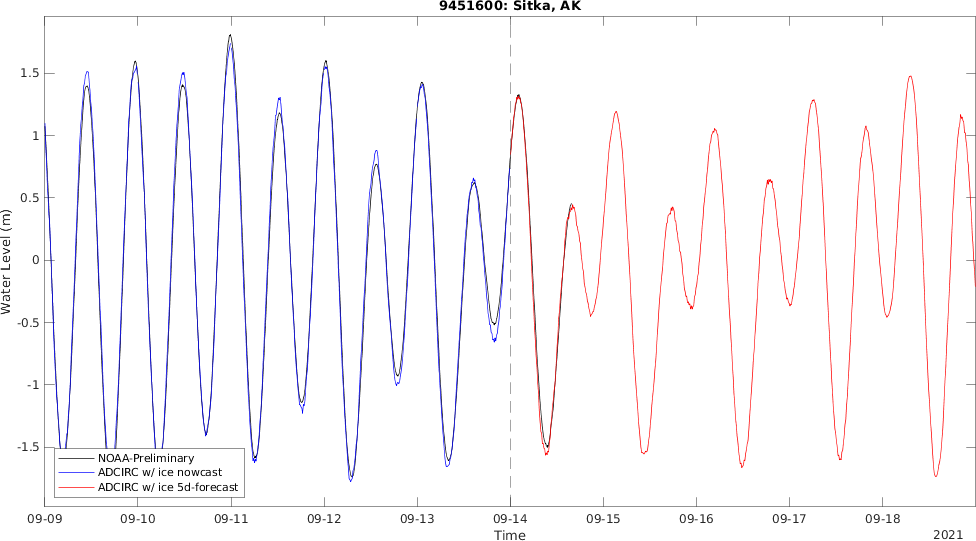 9451600: Sitka, AK
1.5
1
0.5
0
-0.5
-1
-1.5
Water Level (m)
NOAA-Preliminary
ADCIRC w/ ice nowcast
ADCIRC w/ ice 5d-forecast
09-09 09-10 09-11 09-12 09-13 09-14 09-15 09-16 09-17 09-18
Time
2021